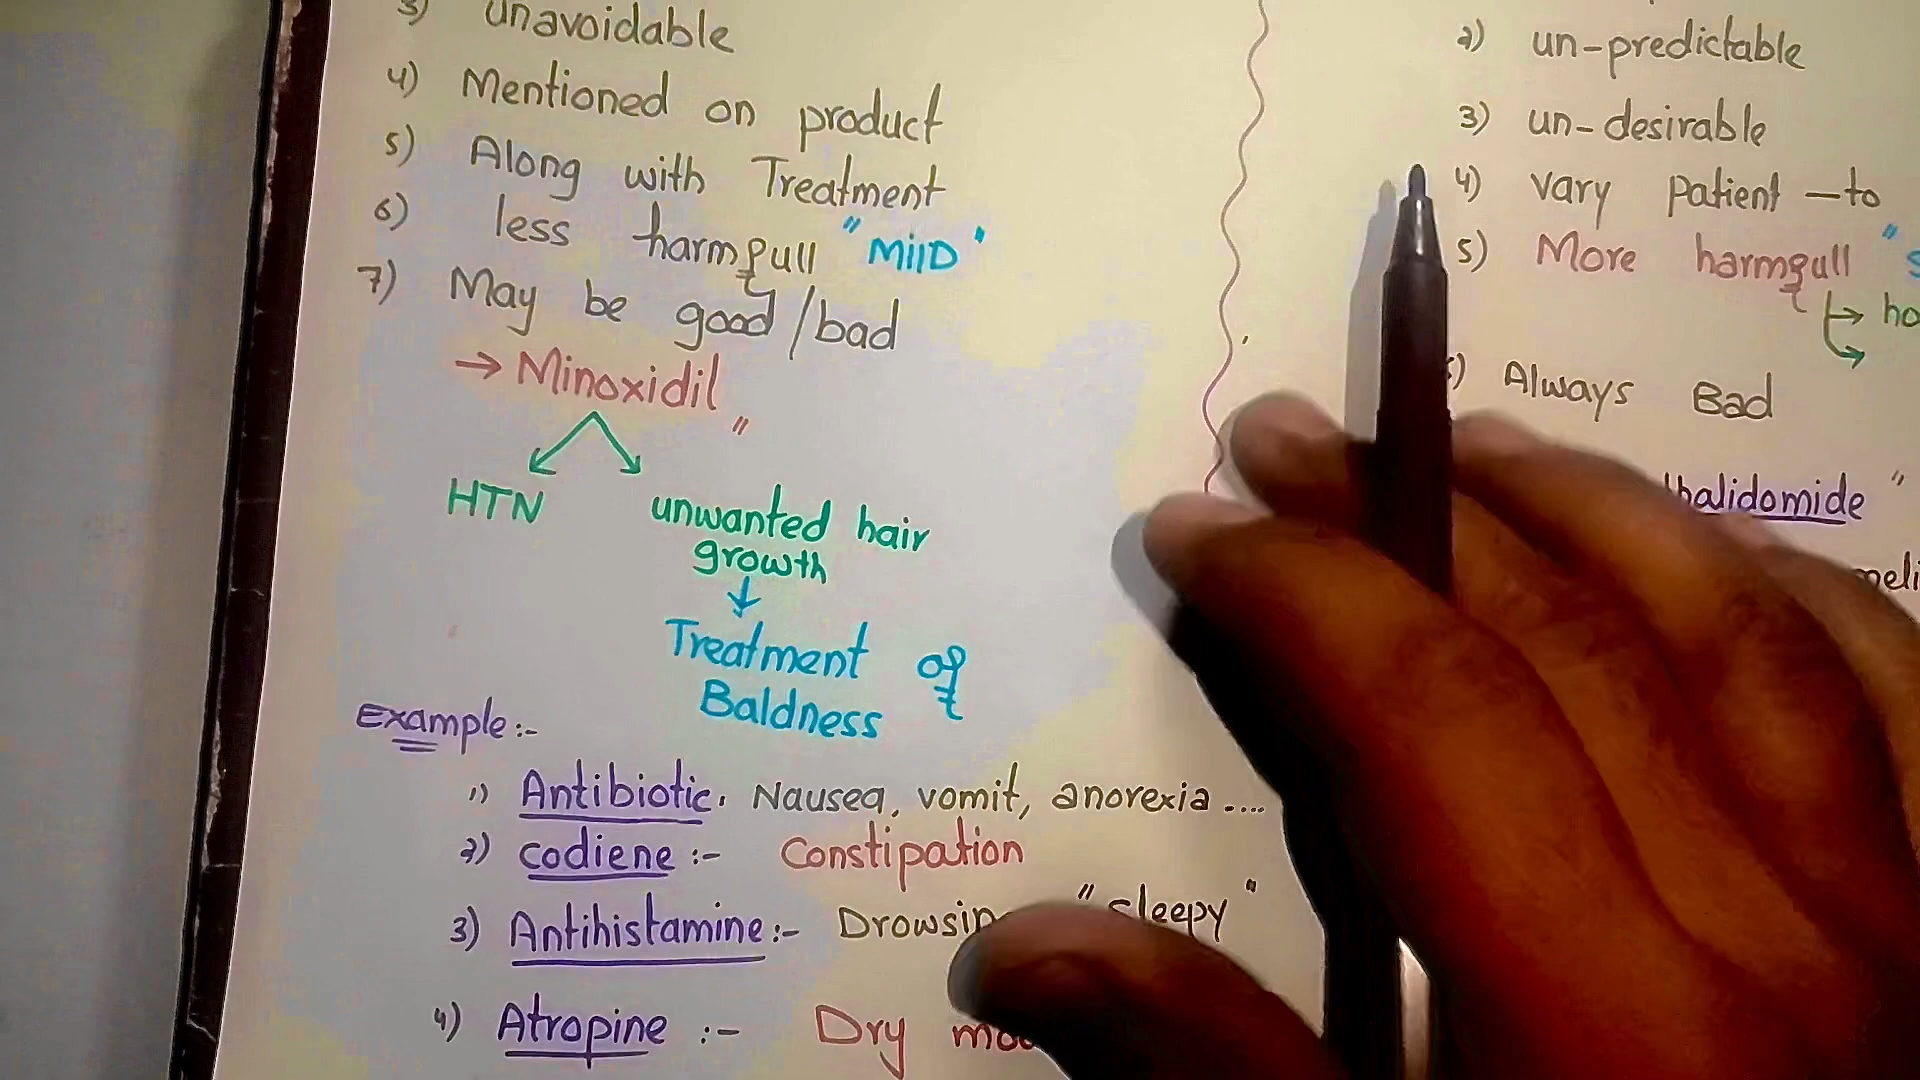 3) unavoidable
4) Mentioned on product
5) Along with Treatment
6) less harmfull "MilD"
7) May be good/bad
→ Minoxidil "
HTN
unwanted hair
growth
Treatment of
Baldness
Example:-
1) Antibiotic. Nausea, vomit, anorexia ....
2) codiene :- Constipation
3) Antihistamine:- "sleepy"
4) Atropine :- Dry
2) un-predictable
3) un-desirable
4) vary patient -to
5) More harmfull "
Always Bad
"